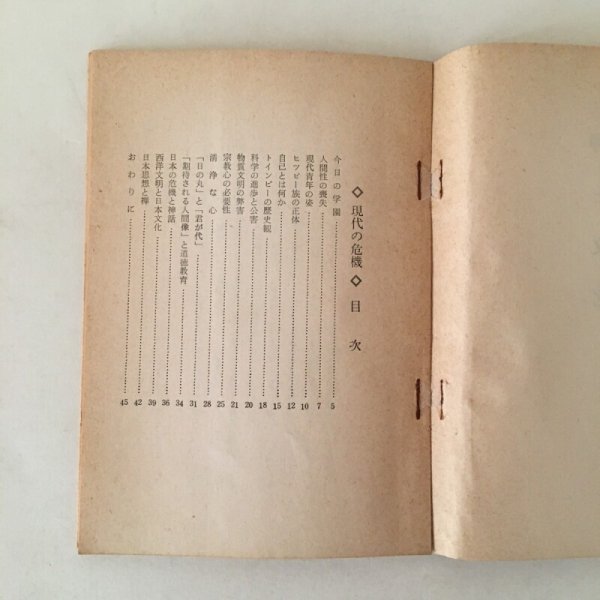 ◇現代の危機◇ 目次
今日の学園 5
人間性の喪失 7
現代青年の姿 10
ヒッピー族の正体 12
自己とは何か 15
トインビーの歴史観 18
科学の進歩と公害 20
物質文明の弊害 21
宗教心の必要性 25
清浄な心 28
「日の丸」と「君が代」 31
「期待される人間像」と道徳教育 34
日本の危機と神話 36
西洋文明と日本文化 39
日本思想と禅 42
おわりに 45